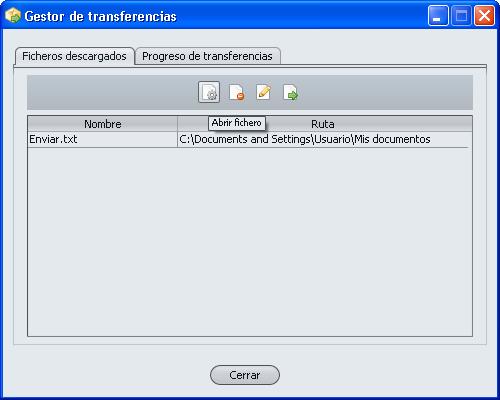 Gestor de transferencias
Ficheros descargados Progreso de transferencias
Abrir fichero
Nombre Ruta
Enviar.txt C:\Documents and Settings\Usuario\Mis documentos
Cerrar